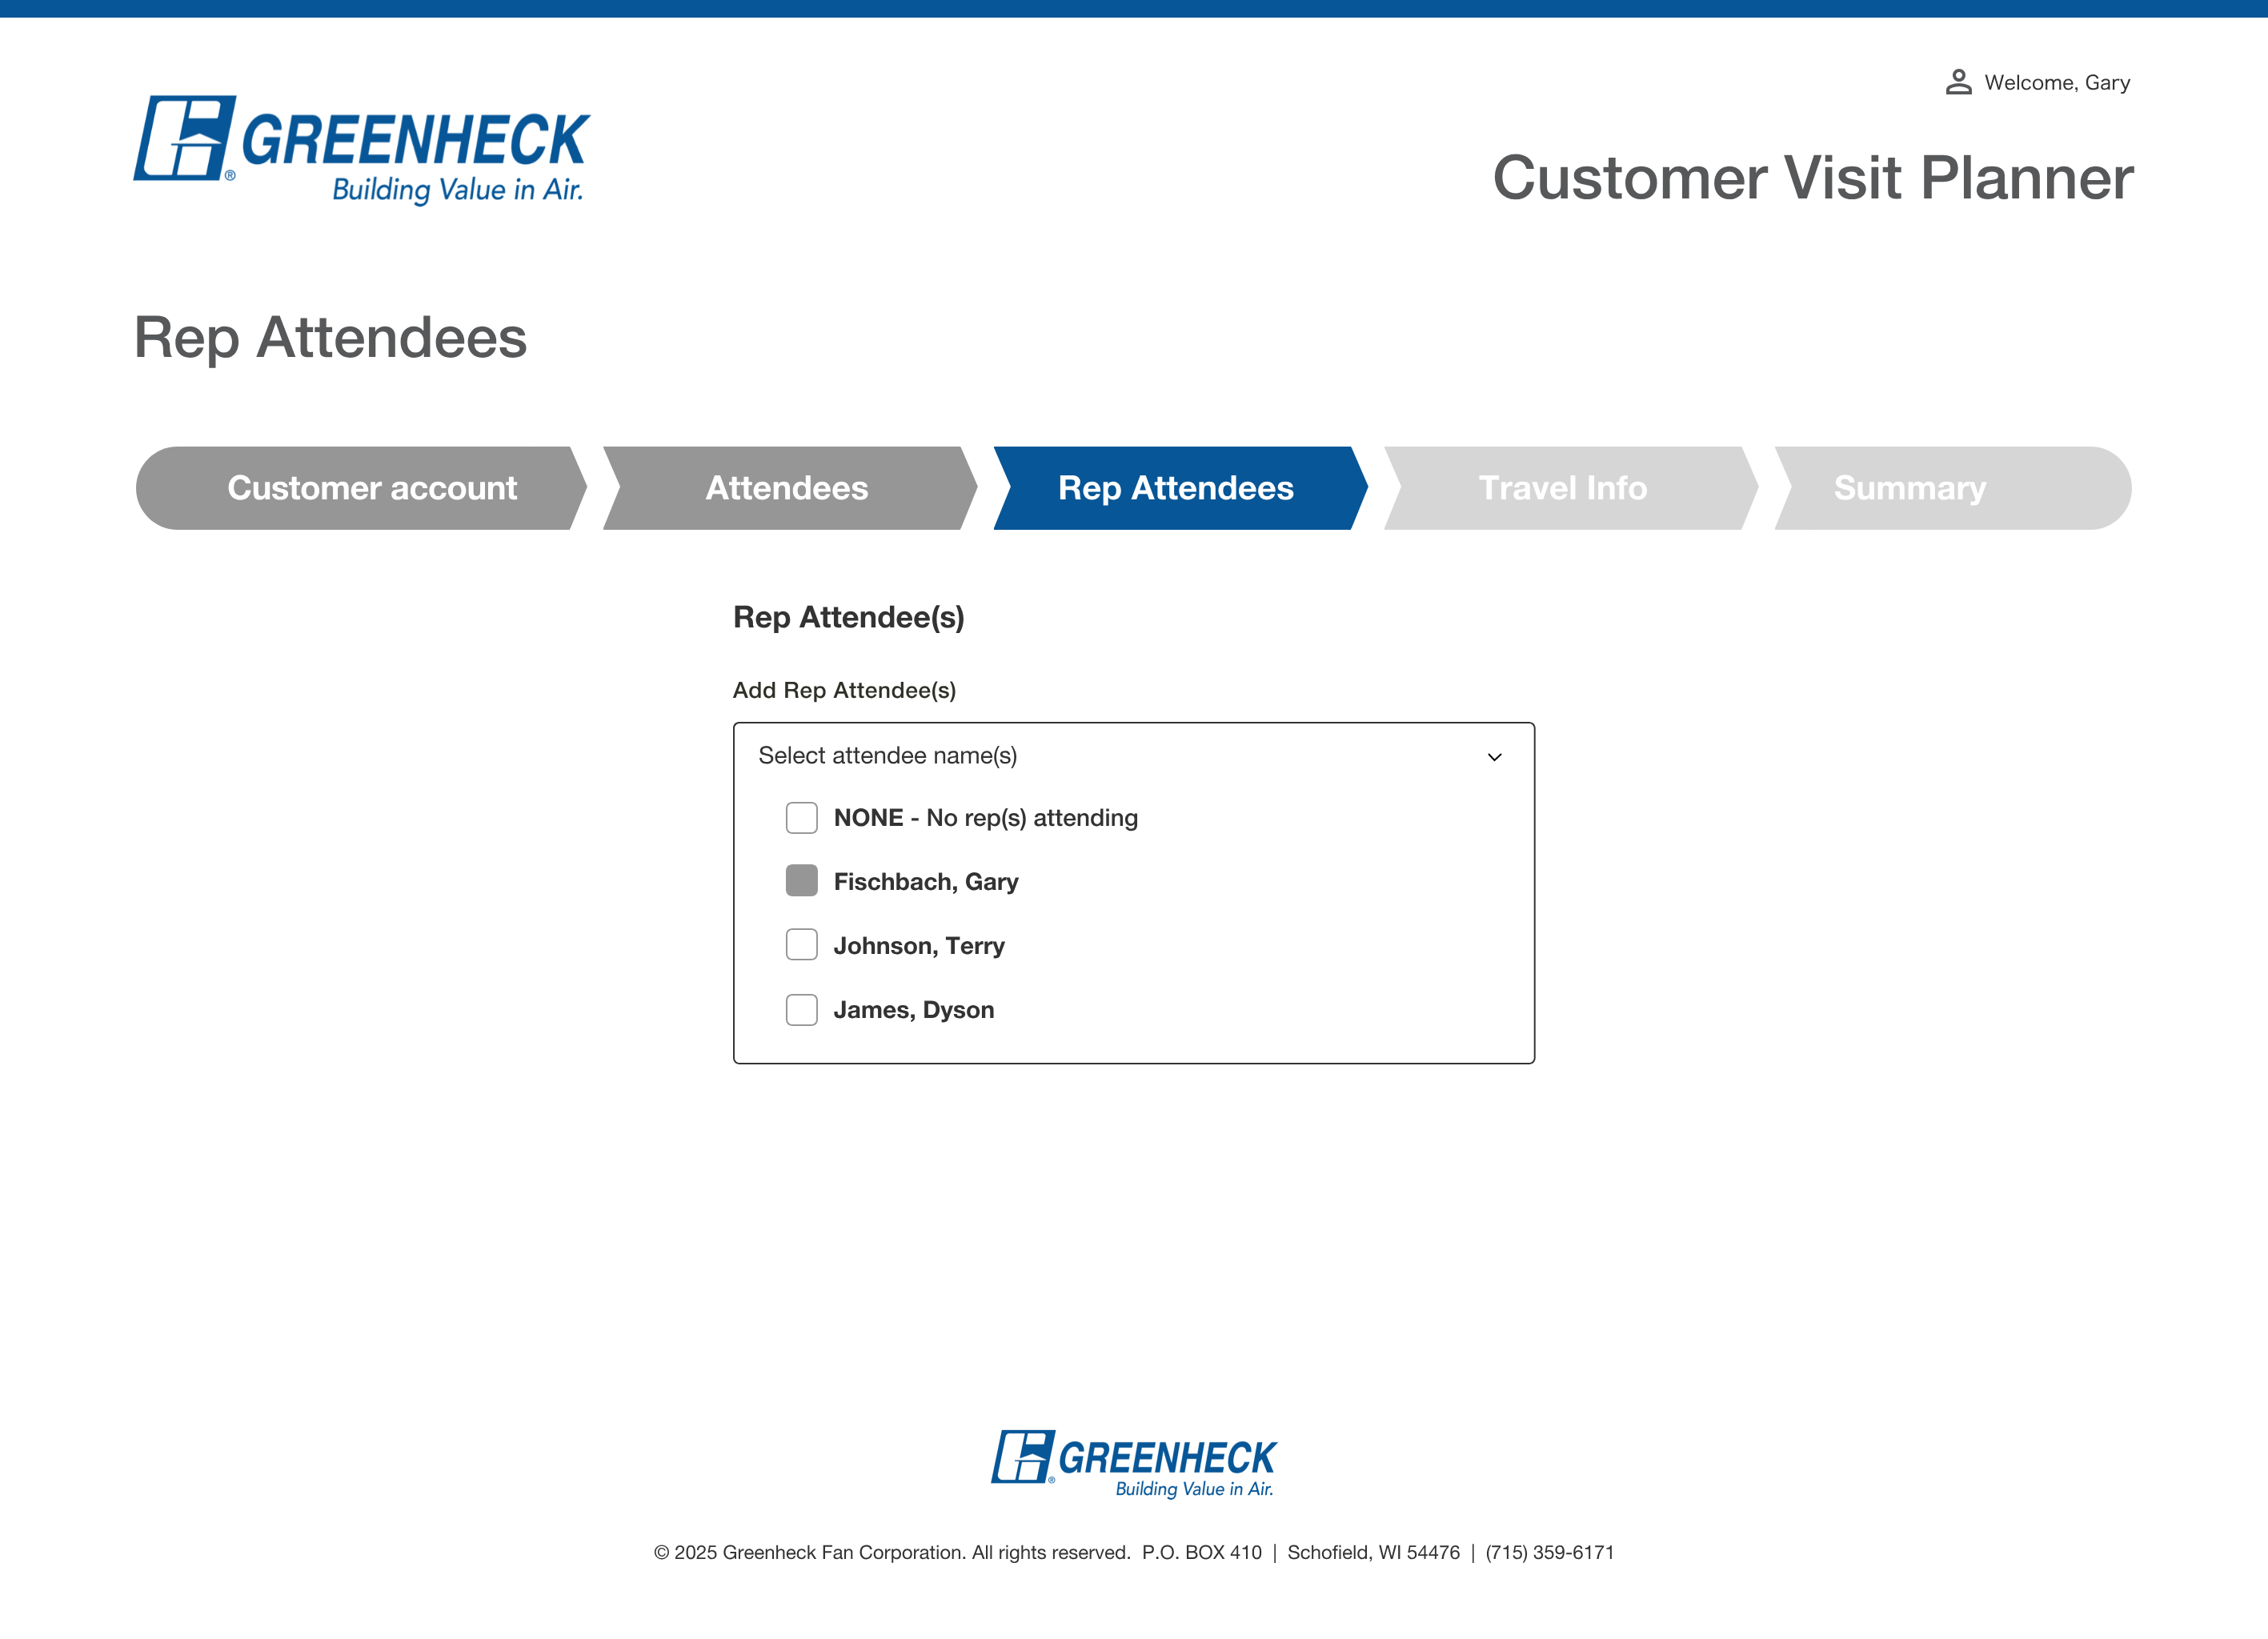 Welcome, Gary
GREENHECK
®
Building Value in Air.
Customer Visit Planner
Rep Attendees
Customer account
Attendees
Rep Attendees
Travel Info
Summary
Rep Attendee(s)
Add Rep Attendee(s)
Select attendee name(s)
NONE - No rep(s) attending
Fischbach, Gary
Johnson, Terry
James, Dyson
GREENHECK
®
Building Value in Air.
© 2025 Greenheck Fan Corporation. All rights reserved. P.O. BOX 410 | Schofield, WI 54476 | (715) 359-6171